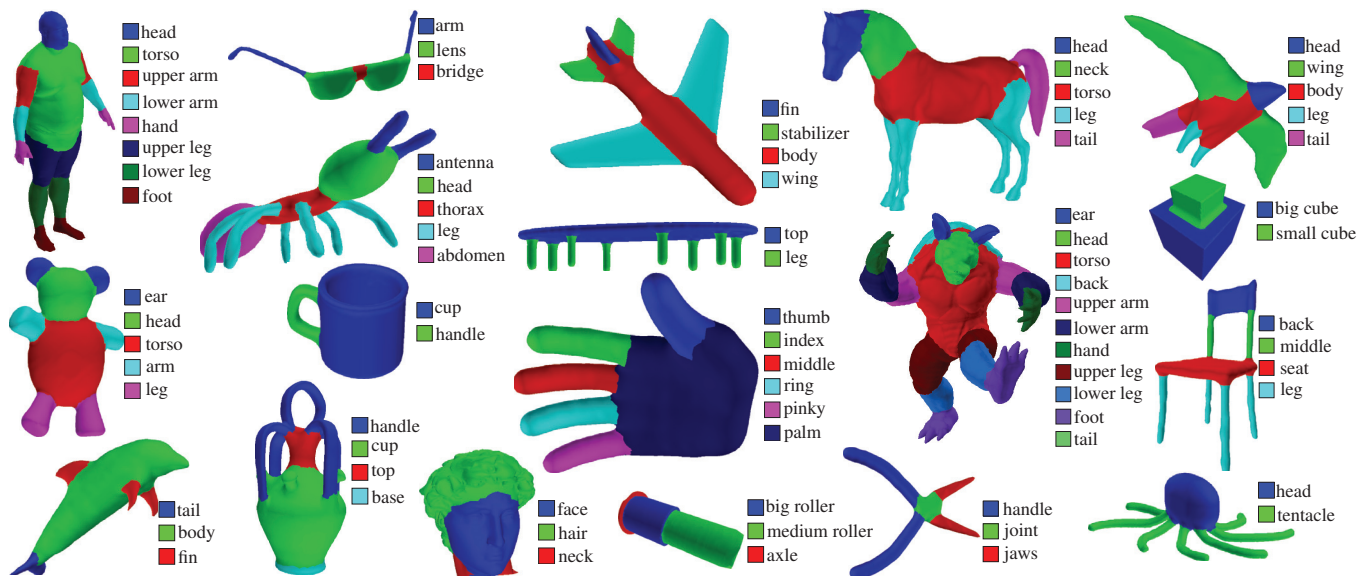 head
torso
upper arm
lower arm
hand
upper leg
lower leg
foot
arm
lens
bridge
antenna
head
thorax
leg
abdomen
fin
stabilizer
body
wing
head
neck
torso
leg
tail
head
wing
body
leg
tail
top
leg
big cube
small cube
ear
head
torso
arm
leg
cup
handle
thumb
index
middle
ring
pinky
palm
ear
head
torso
back
upper arm
lower arm
hand
upper leg
lower leg
foot
tail
back
middle
seat
leg
tail
body
fin
handle
cup
top
base
face
hair
neck
big roller
medium roller
axle
handle
joint
jaws
head
tentacle